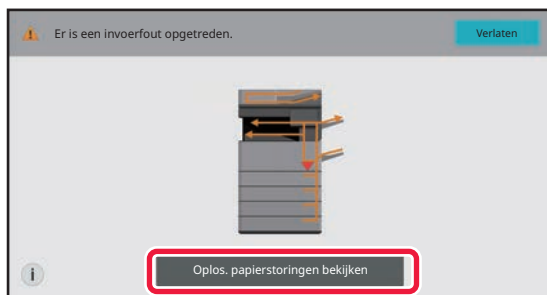 Er is een invoerfout opgetreden.
Verlaten
Oplos. papierstoringen bekijken
i